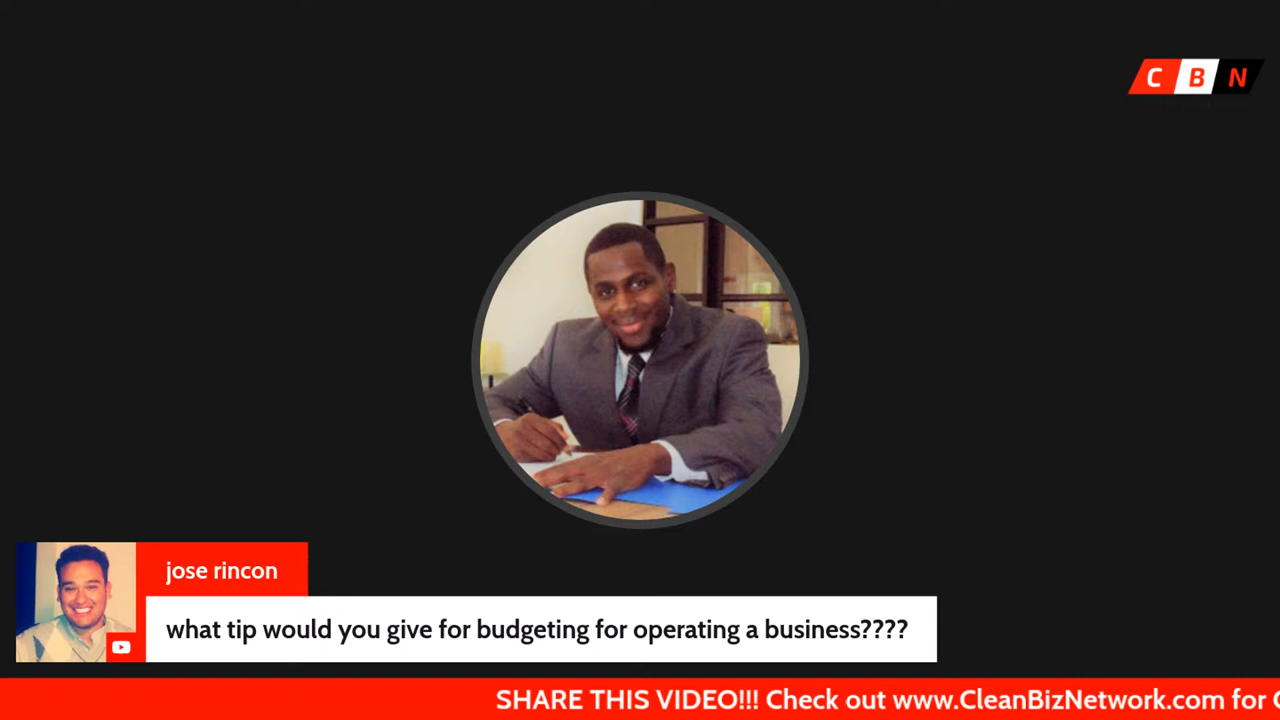 C B N
jose rincon
what tip would you give for budgeting for operating a business????
SHARE THIS VIDEO!!! Check out www.CleanBizNetwork.com for